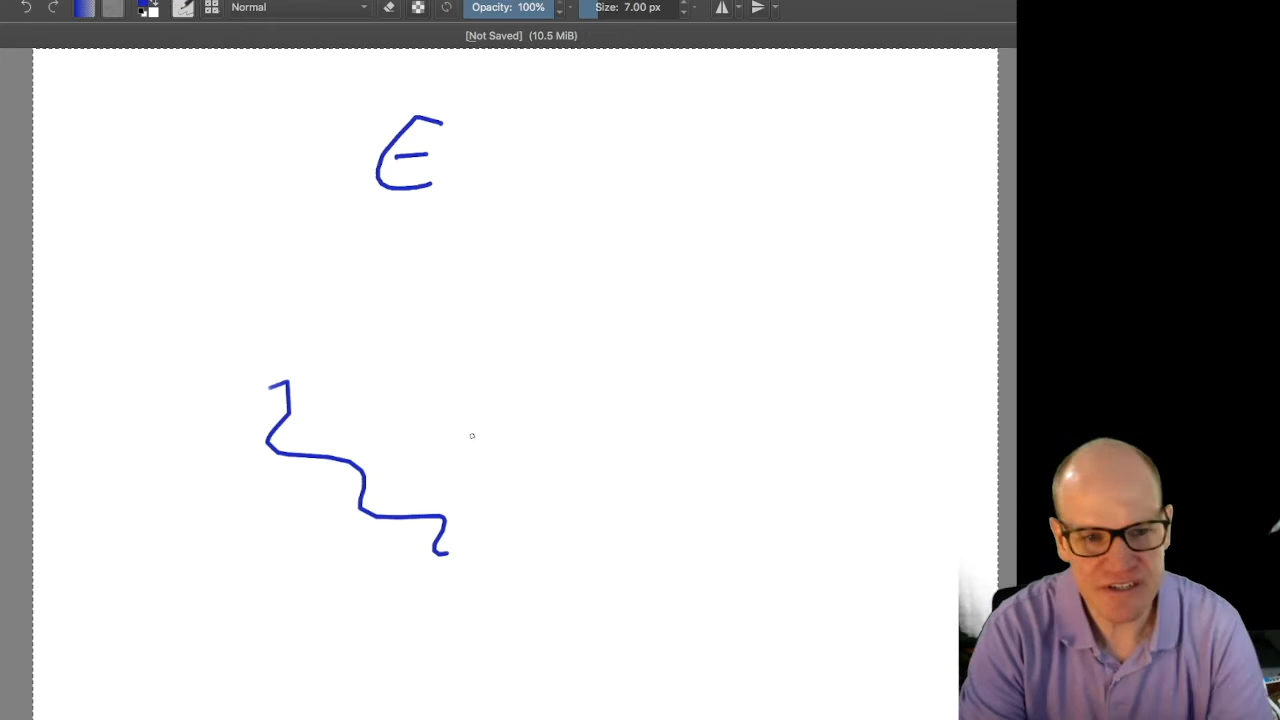 Normal
Opacity: 100%
Size: 7.00 px
[Not Saved] (10.5 MiB)
E